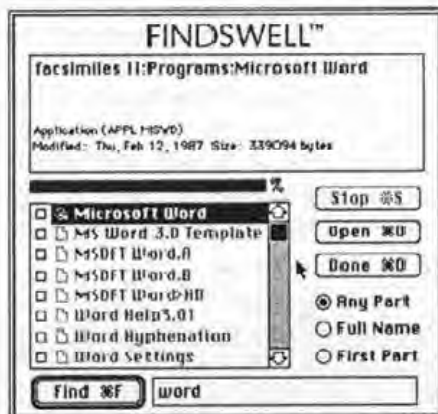 FINDSWELL™
facsimiles II:Programs:Microsoft Word
Application (APPL MSWD)
Modified: Thu, Feb 12, 1987 Size: 339094 bytes
%
Microsoft Word
MS Word 3.0 Template
MSOFT Word.A
MSOFT Word.B
MSOFT Word>HD
Word Help3.01
Word Hyphenation
Word Settings
Stop ⌘S
Open ⌘O
Done ⌘D
Any Part
Full Name
First Part
Find ⌘F
word